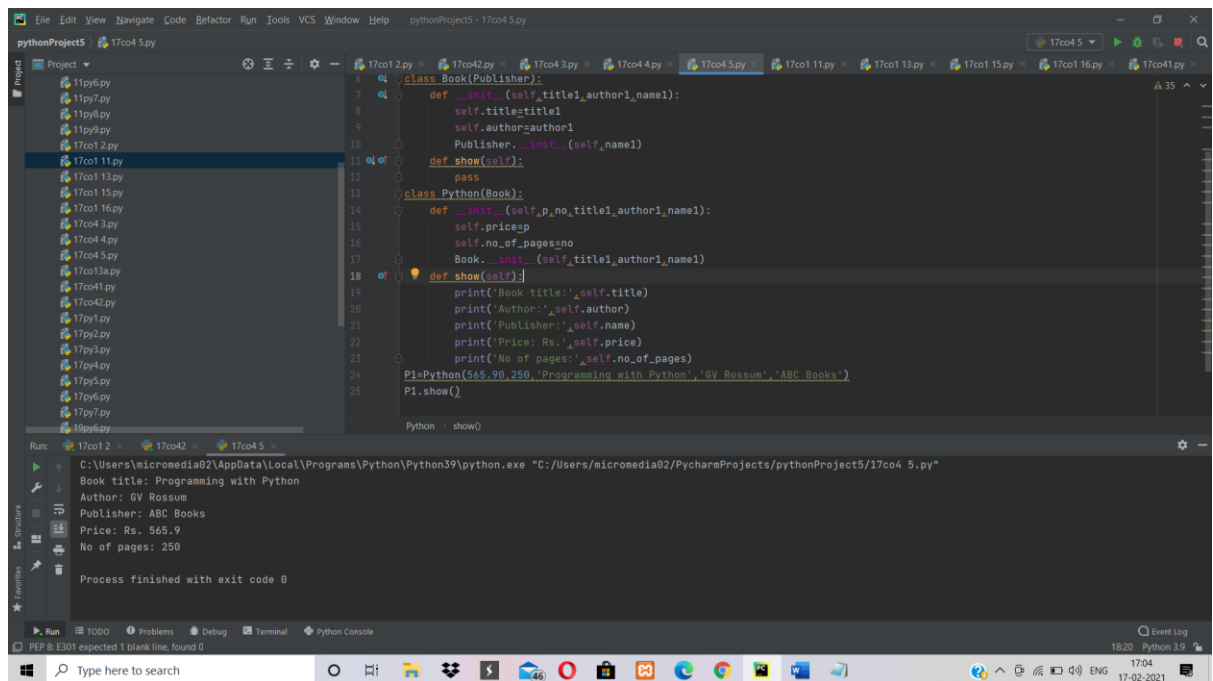 File Edit View Navigate Code Refactor Run Tools VCS Window Help pythonProject5 - 17co4 5.py
pythonProject5 17co4 5.py 17co4 5
Project 17co1 2.py 17co42.py 17co4 3.py 17co4 4.py 17co4 5.py 17co1 11.py 17co1 13.py 17co1 15.py 17co1 16.py 17co41.py
11py6.py
11py7.py
11py8.py
11py9.py
17co1 2.py
17co1 11.py
17co1 13.py
17co1 15.py
17co1 16.py
17co4 3.py
17co4 4.py
17co4 5.py
17co13a.py
17co41.py
17co42.py
17py1.py
17py2.py
17py3.py
17py4.py
17py5.py
17py6.py
17py7.py
19py6.py
35
6 class Book(Publisher):
7 def __init__(self,title1,author1,name1):
8 self.title=title1
9 self.author=author1
10 Publisher.__init__(self,name1)
11 def show(self):
12 pass
13 class Python(Book):
14 def __init__(self,p,no,title1,author1,name1):
15 self.price=p
16 self.no_of_pages=no
17 Book.__init__(self,title1,author1,name1)
18 def show(self):
19 print('Book title:',self.title)
20 print('Author:',self.author)
21 print('Publisher:',self.name)
22 print('Price: Rs.',self.price)
23 print('No of pages:',self.no_of_pages)
24 P1=Python(565.90,250,'Programming with Python','GV Rossum','ABC Books')
25 P1.show()
Python show()
Run: 17co1 2 17co42 17co4 5
C:\Users\micromedia02\AppData\Local\Programs\Python\Python39\python.exe "C:/Users/micromedia02/PycharmProjects/pythonProject5/17co4 5.py"
Book title: Programming with Python
Author: GV Rossum
Publisher: ABC Books
Price: Rs. 565.9
No of pages: 250
Process finished with exit code 0
Structure
Favorites
Run TODO Problems Debug Terminal Python Console Event Log
PEP 8: E301 expected 1 blank line, found 0 18:20 Python 3.9
Type here to search 46 ENG 17:04
17-02-2021